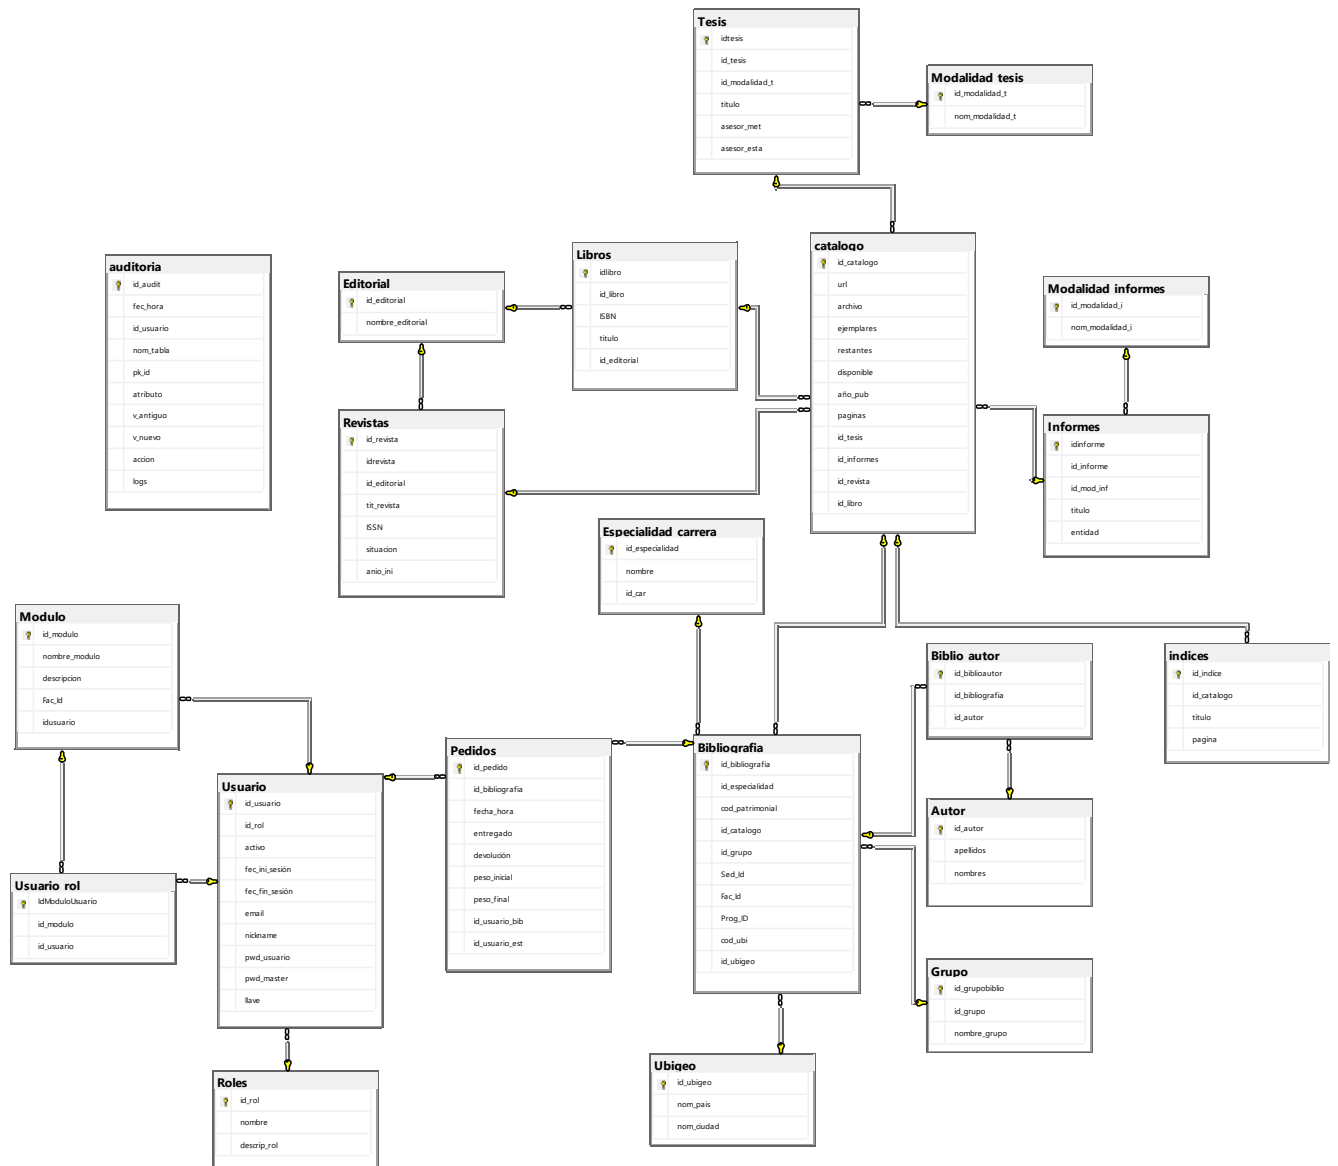 Tesis
idtesis
id_tesis
id_modalidad_t
titulo
asesor_met
asesor_esta
Modalidad tesis
id_modalidad_t
nom_modalidad_t
catalogo
id_catalogo
url
archivo
ejemplares
restantes
disponible
año_pub
paginas
id_tesis
id_informes
id_revista
id_libro
Libros
idlibro
id_libro
ISBN
titulo
id_editorial
auditoria
id_audit
fec_hora
id_usuario
nom_tabla
pk_id
atributo
v_antiguo
v_nuevo
accion
logs
Editorial
id_editorial
nombre_editorial
Modalidad informes
id_modalidad_i
nom_modalidad_i
Revistas
id_revista
idrevista
id_editorial
tit_revista
ISSN
situacion
anio_ini
Informes
idinforme
id_informe
id_mod_inf
titulo
entidad
Especialidad carrera
id_especialidad
nombre
id_car
Modulo
id_modulo
nombre_modulo
descripcion
Fac_Id
idusuario
Biblio autor
id_biblioautor
id_bibliografia
id_autor
indices
id_indice
id_catalogo
titulo
pagina
Pedidos
id_pedido
id_bibliografia
fecha_hora
entregado
devolución
peso_inicial
peso_final
id_usuario_bib
id_usuario_est
Bibliografia
id_bibliografia
id_especialidad
cod_patrimonial
id_catalogo
id_grupo
Sed_Id
Fac_Id
Prog_ID
cod_ubi
id_ubigeo
Usuario
id_usuario
id_rol
activo
fec_ini_sesión
fec_fin_sesión
email
nickname
pwd_usuario
pwd_master
llave
Autor
id_autor
apellidos
nombres
Usuario rol
IdModuloUsuario
id_modulo
id_usuario
Grupo
id_grupobiblio
id_grupo
nombre_grupo
Ubigeo
id_ubigeo
nom_pais
nom_ciudad
Roles
id_rol
nombre
descrip_rol